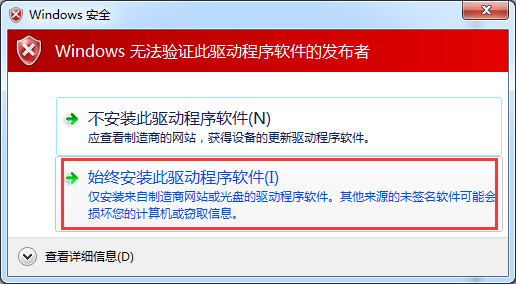 Windows 安全
Windows 无法验证此驱动程序软件的发布者
不安装此驱动程序软件(N)
应查看制造商的网站，获得设备的更新驱动程序软件。
始终安装此驱动程序软件(I)
仅安装来自制造商网站或光盘的驱动程序软件。其他来源的未签名软件可能会
损坏您的计算机或窃取信息。
查看详细信息(D)